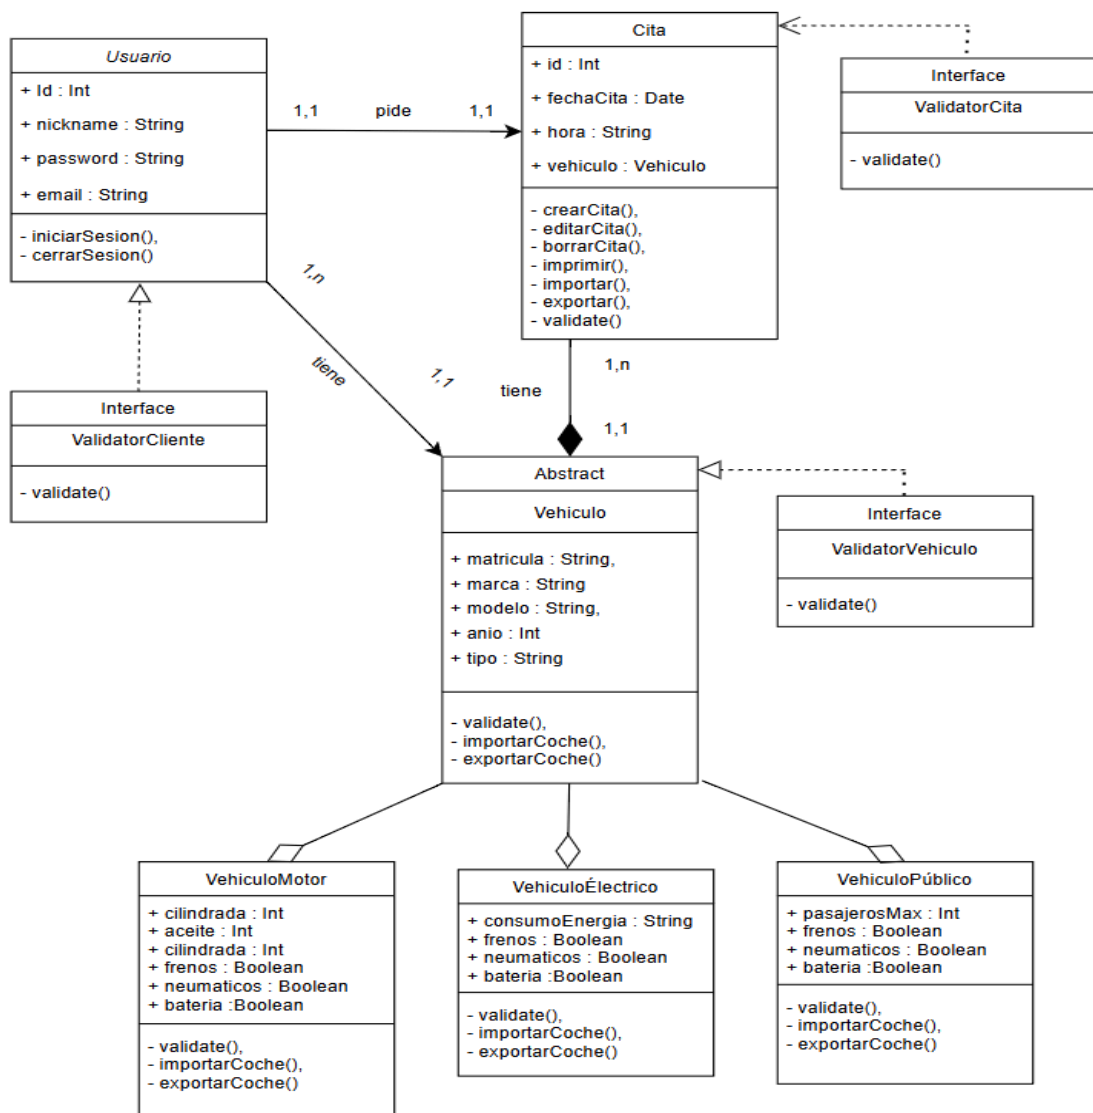 Usuario
+ Id : Int
+ nickname : String
+ password : String
+ email : String
- iniciarSesion(),
- cerrarSesion()
1,1 pide 1,1
Cita
+ id : Int
+ fechaCita : Date
+ hora : String
+ vehiculo : Vehiculo
- crearCita(),
- editarCita(),
- borrarCita(),
- imprimir(),
- importar(),
- exportar(),
- validate()
Interface
ValidatorCita
- validate()
1,n
tiene
1,1
1,n
tiene
1,1
Interface
ValidatorCliente
- validate()
Abstract
Vehiculo
+ matricula : String,
+ marca : String
+ modelo : String,
+ anio : Int
+ tipo : String
- validate(),
- importarCoche(),
- exportarCoche()
Interface
ValidatorVehiculo
- validate()
VehiculoMotor
+ cilindrada : Int
+ aceite : Int
+ cilindrada : Int
+ frenos : Boolean
+ neumaticos : Boolean
+ bateria :Boolean
- validate(),
- importarCoche(),
- exportarCoche()
VehiculoÉlectrico
+ consumoEnergia : String
+ frenos : Boolean
+ neumaticos : Boolean
+ bateria :Boolean
- validate(),
- importarCoche(),
- exportarCoche()
VehiculoPúblico
+ pasajerosMax : Int
+ frenos : Boolean
+ neumaticos : Boolean
+ bateria :Boolean
- validate(),
- importarCoche(),
- exportarCoche()